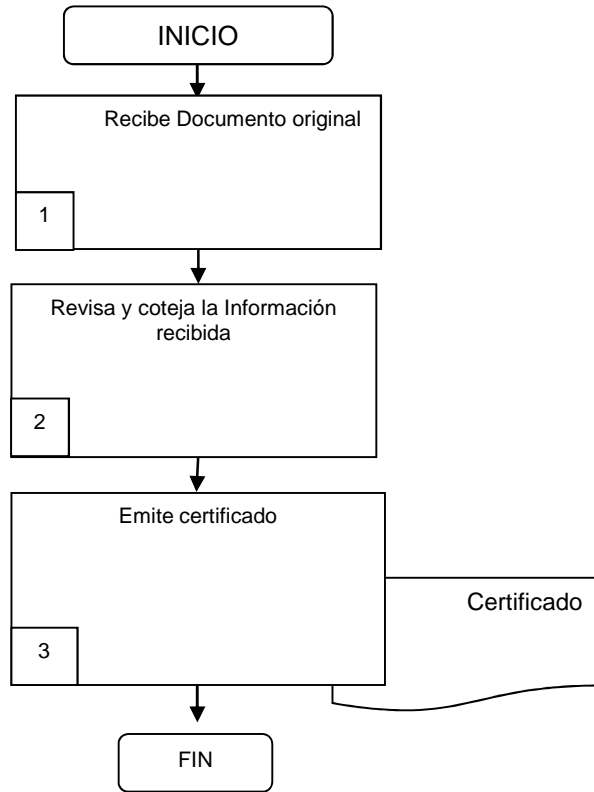 INICIO
Recibe Documento original
1
Revisa y coteja la Información
recibida
2
Emite certificado
Certificado
3
FIN